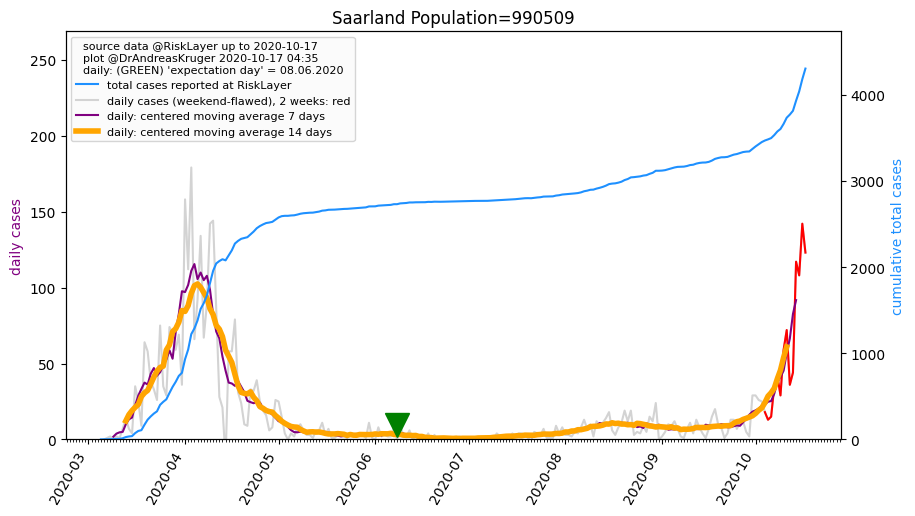 Saarland Population=990509
source data @RiskLayer up to 2020-10-17
plot @DrAndreasKruger 2020-10-17 04:35
daily: (GREEN) 'expectation day' = 08.06.2020
total cases reported at RiskLayer
daily cases (weekend-flawed), 2 weeks: red
daily: centered moving average 7 days
daily: centered moving average 14 days
daily cases
250
200
150
100
50
0
cumulative total cases
4000
3000
2000
1000
0
2020-03
2020-04
2020-05
2020-06
2020-07
2020-08
2020-09
2020-10